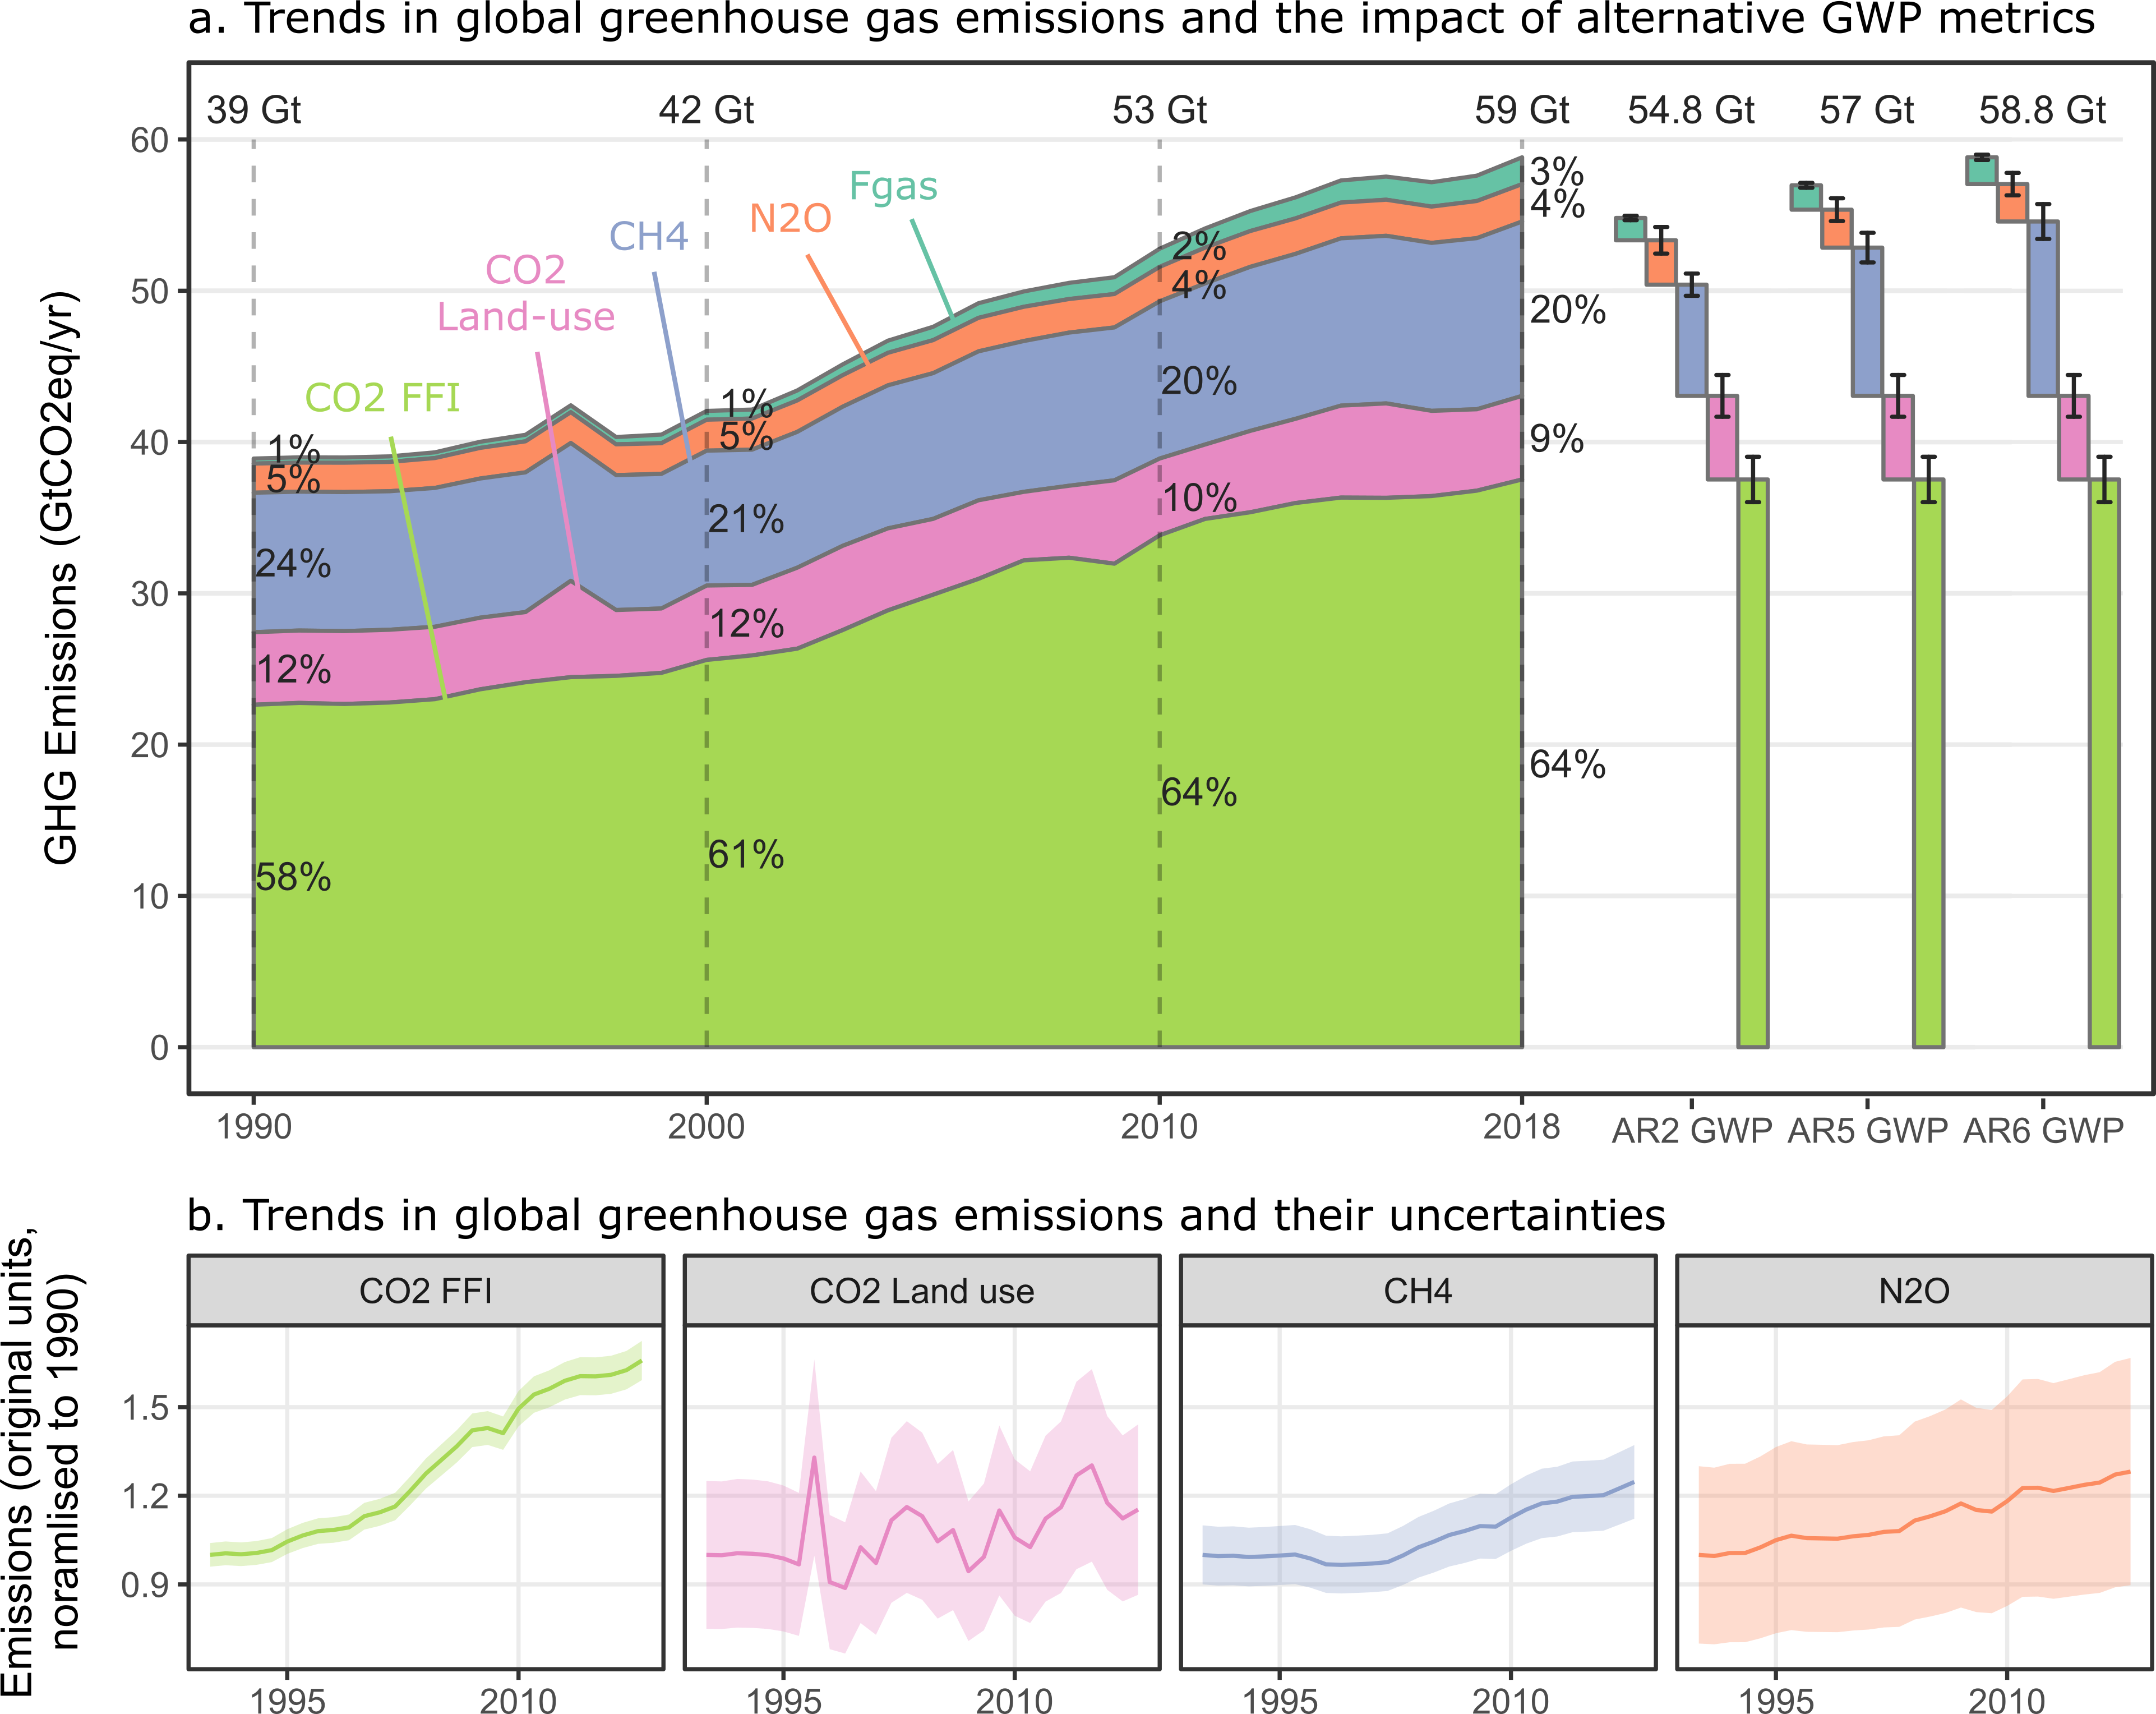 a. Trends in global greenhouse gas emissions and the impact of alternative GWP metrics
39 Gt
42 Gt
53 Gt
59 Gt
54.8 Gt
57 Gt
58.8 Gt
GHG Emissions (GtCO2eq/yr)
60
50
40
30
20
10
0
Fgas
N2O
CH4
CO2
Land-use
CO2 FFI
1%
5%
24%
12%
58%
1%
5%
21%
12%
61%
2%
4%
20%
10%
64%
3%
4%
20%
9%
64%
1990
2000
2010
2018
AR2 GWP
AR5 GWP
AR6 GWP
b. Trends in global greenhouse gas emissions and their uncertainties
Emissions (original units,
noramilised to 1990)
CO2 FFI
CO2 Land use
CH4
N2O
1.5
1.2
0.9
1995
2010
1995
2010
1995
2010
1995
2010